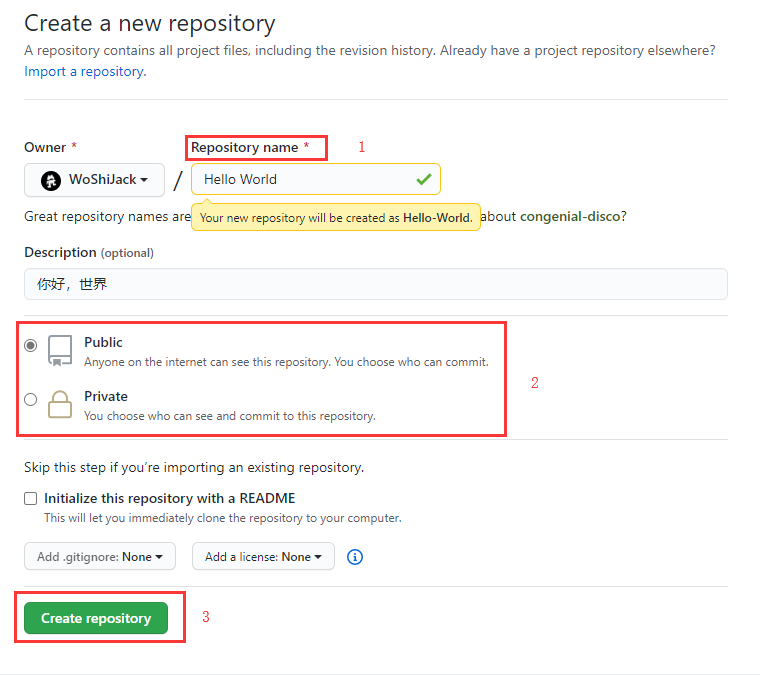 Create a new repository
A repository contains all project files, including the revision history. Already have a project repository elsewhere?
Import a repository.
Owner *
Repository name *
1
WoShiJack
/
Hello World
Great repository names are
Your new repository will be created as Hello-World.
about congenial-disco?
Description (optional)
你好，世界
Public
Anyone on the internet can see this repository. You choose who can commit.
2
Private
You choose who can see and commit to this repository.
Skip this step if you’re importing an existing repository.
Initialize this repository with a README
This will let you immediately clone the repository to your computer.
Add .gitignore: None
Add a license: None
Create repository
3